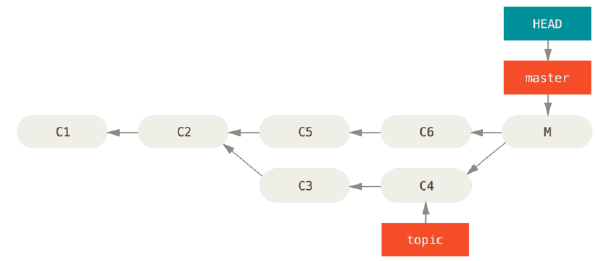 HEAD
master
C1 C2 C5 C6 M
C3 C4
topic